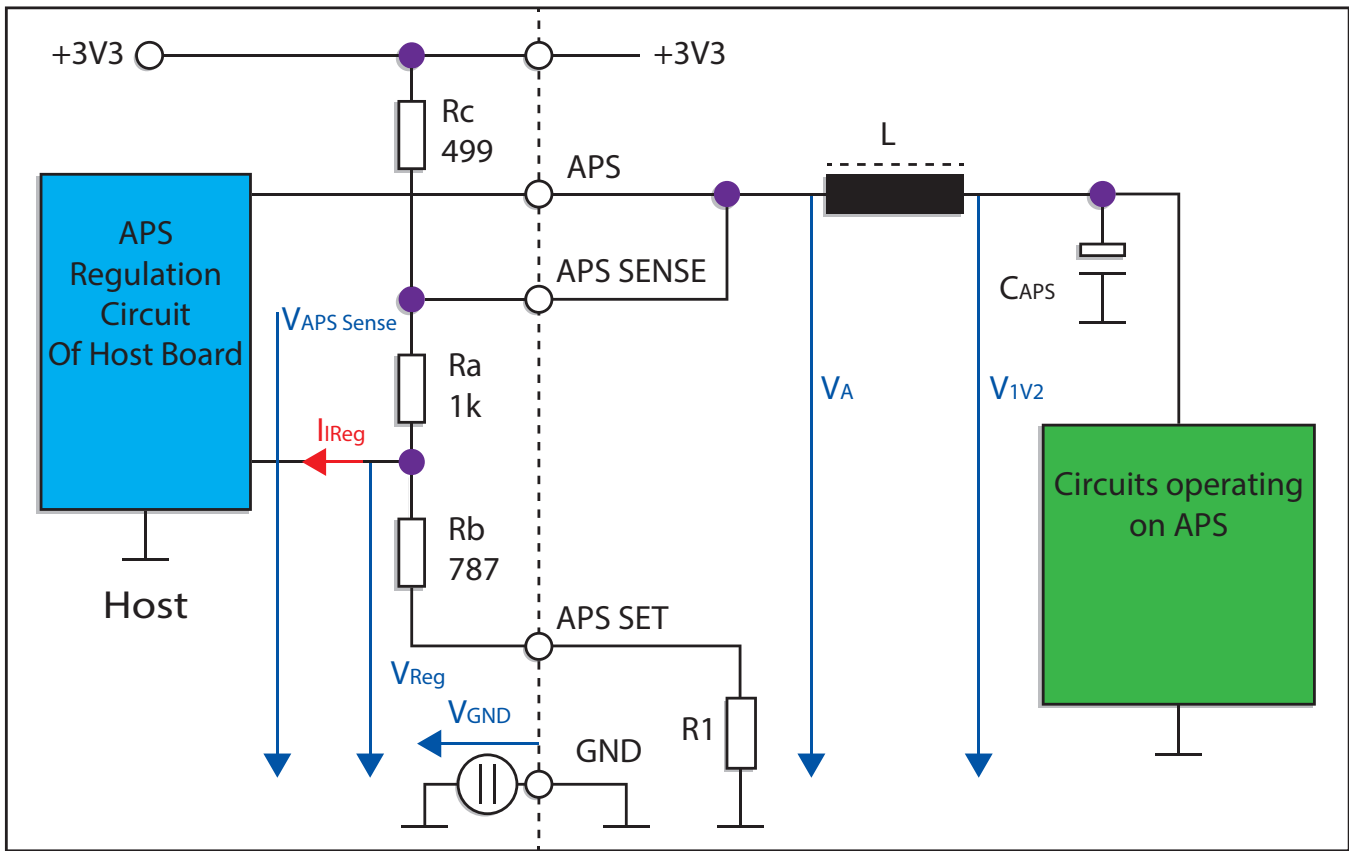 +3V3
+3V3
Rc
499
APS
L
APS
Regulation
Circuit
Of Host Board
APS SENSE
CAPS
VAPS Sense
Ra
1k
VA
V1V2
IIReg
Circuits operating
on APS
Rb
787
Host
APS SET
VReg
VGND
GND
R1